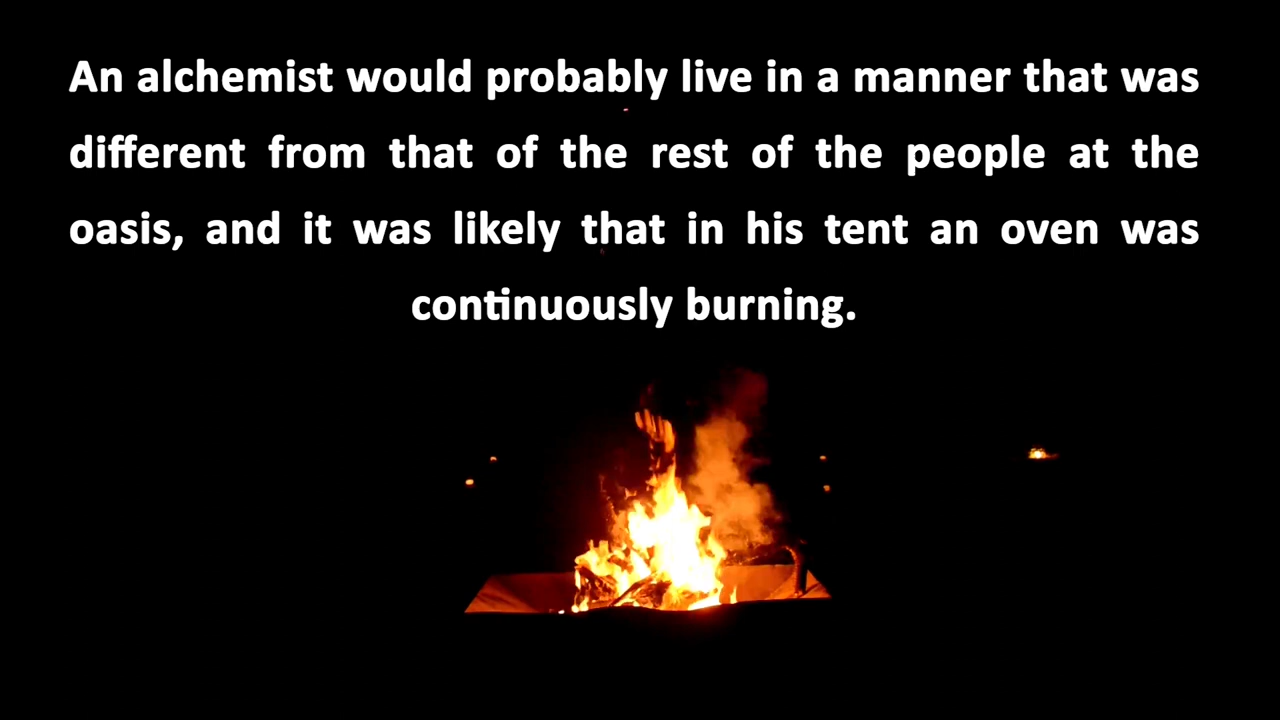 An alchemist would probably live in a manner that was
different from that of the rest of the people at the
oasis, and it was likely that in his tent an oven was
continuously burning.